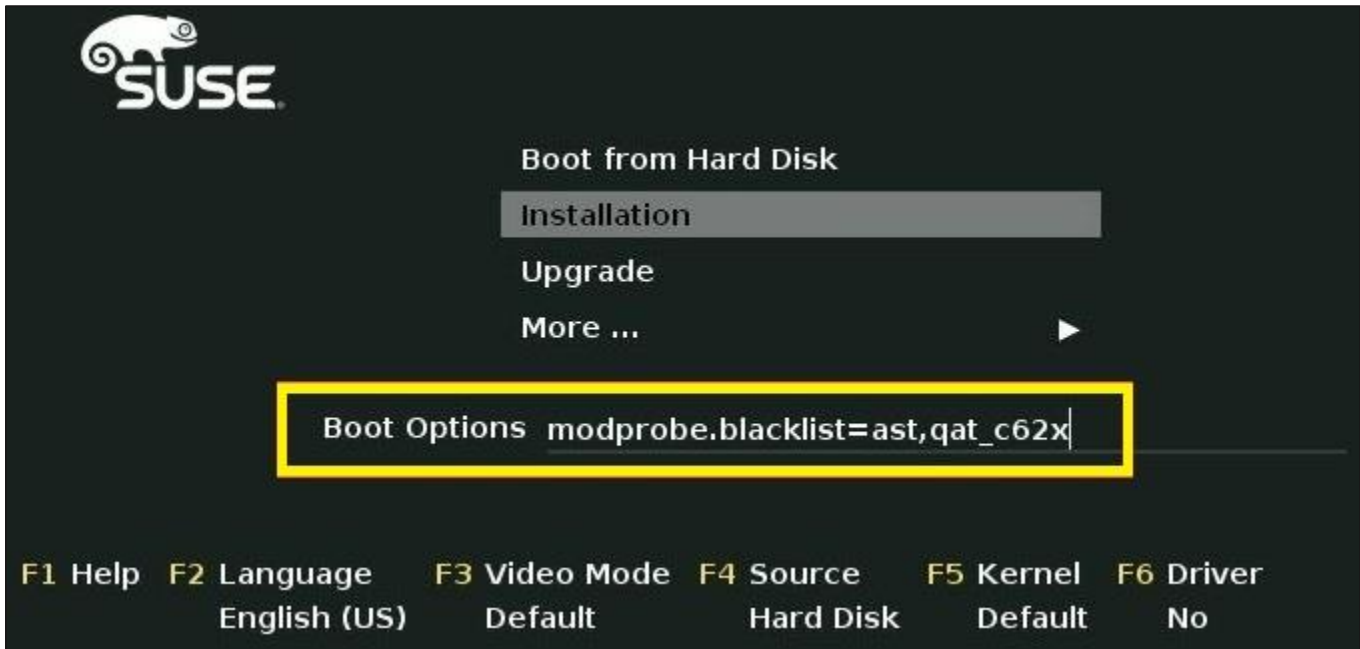 SUSE
Boot from Hard Disk
Installation
Upgrade
More ...
Boot Options modprobe.blacklist=ast,qat_c62x
F1 Help F2 Language F3 Video Mode F4 Source F5 Kernel F6 Driver
English (US) Default Hard Disk Default No